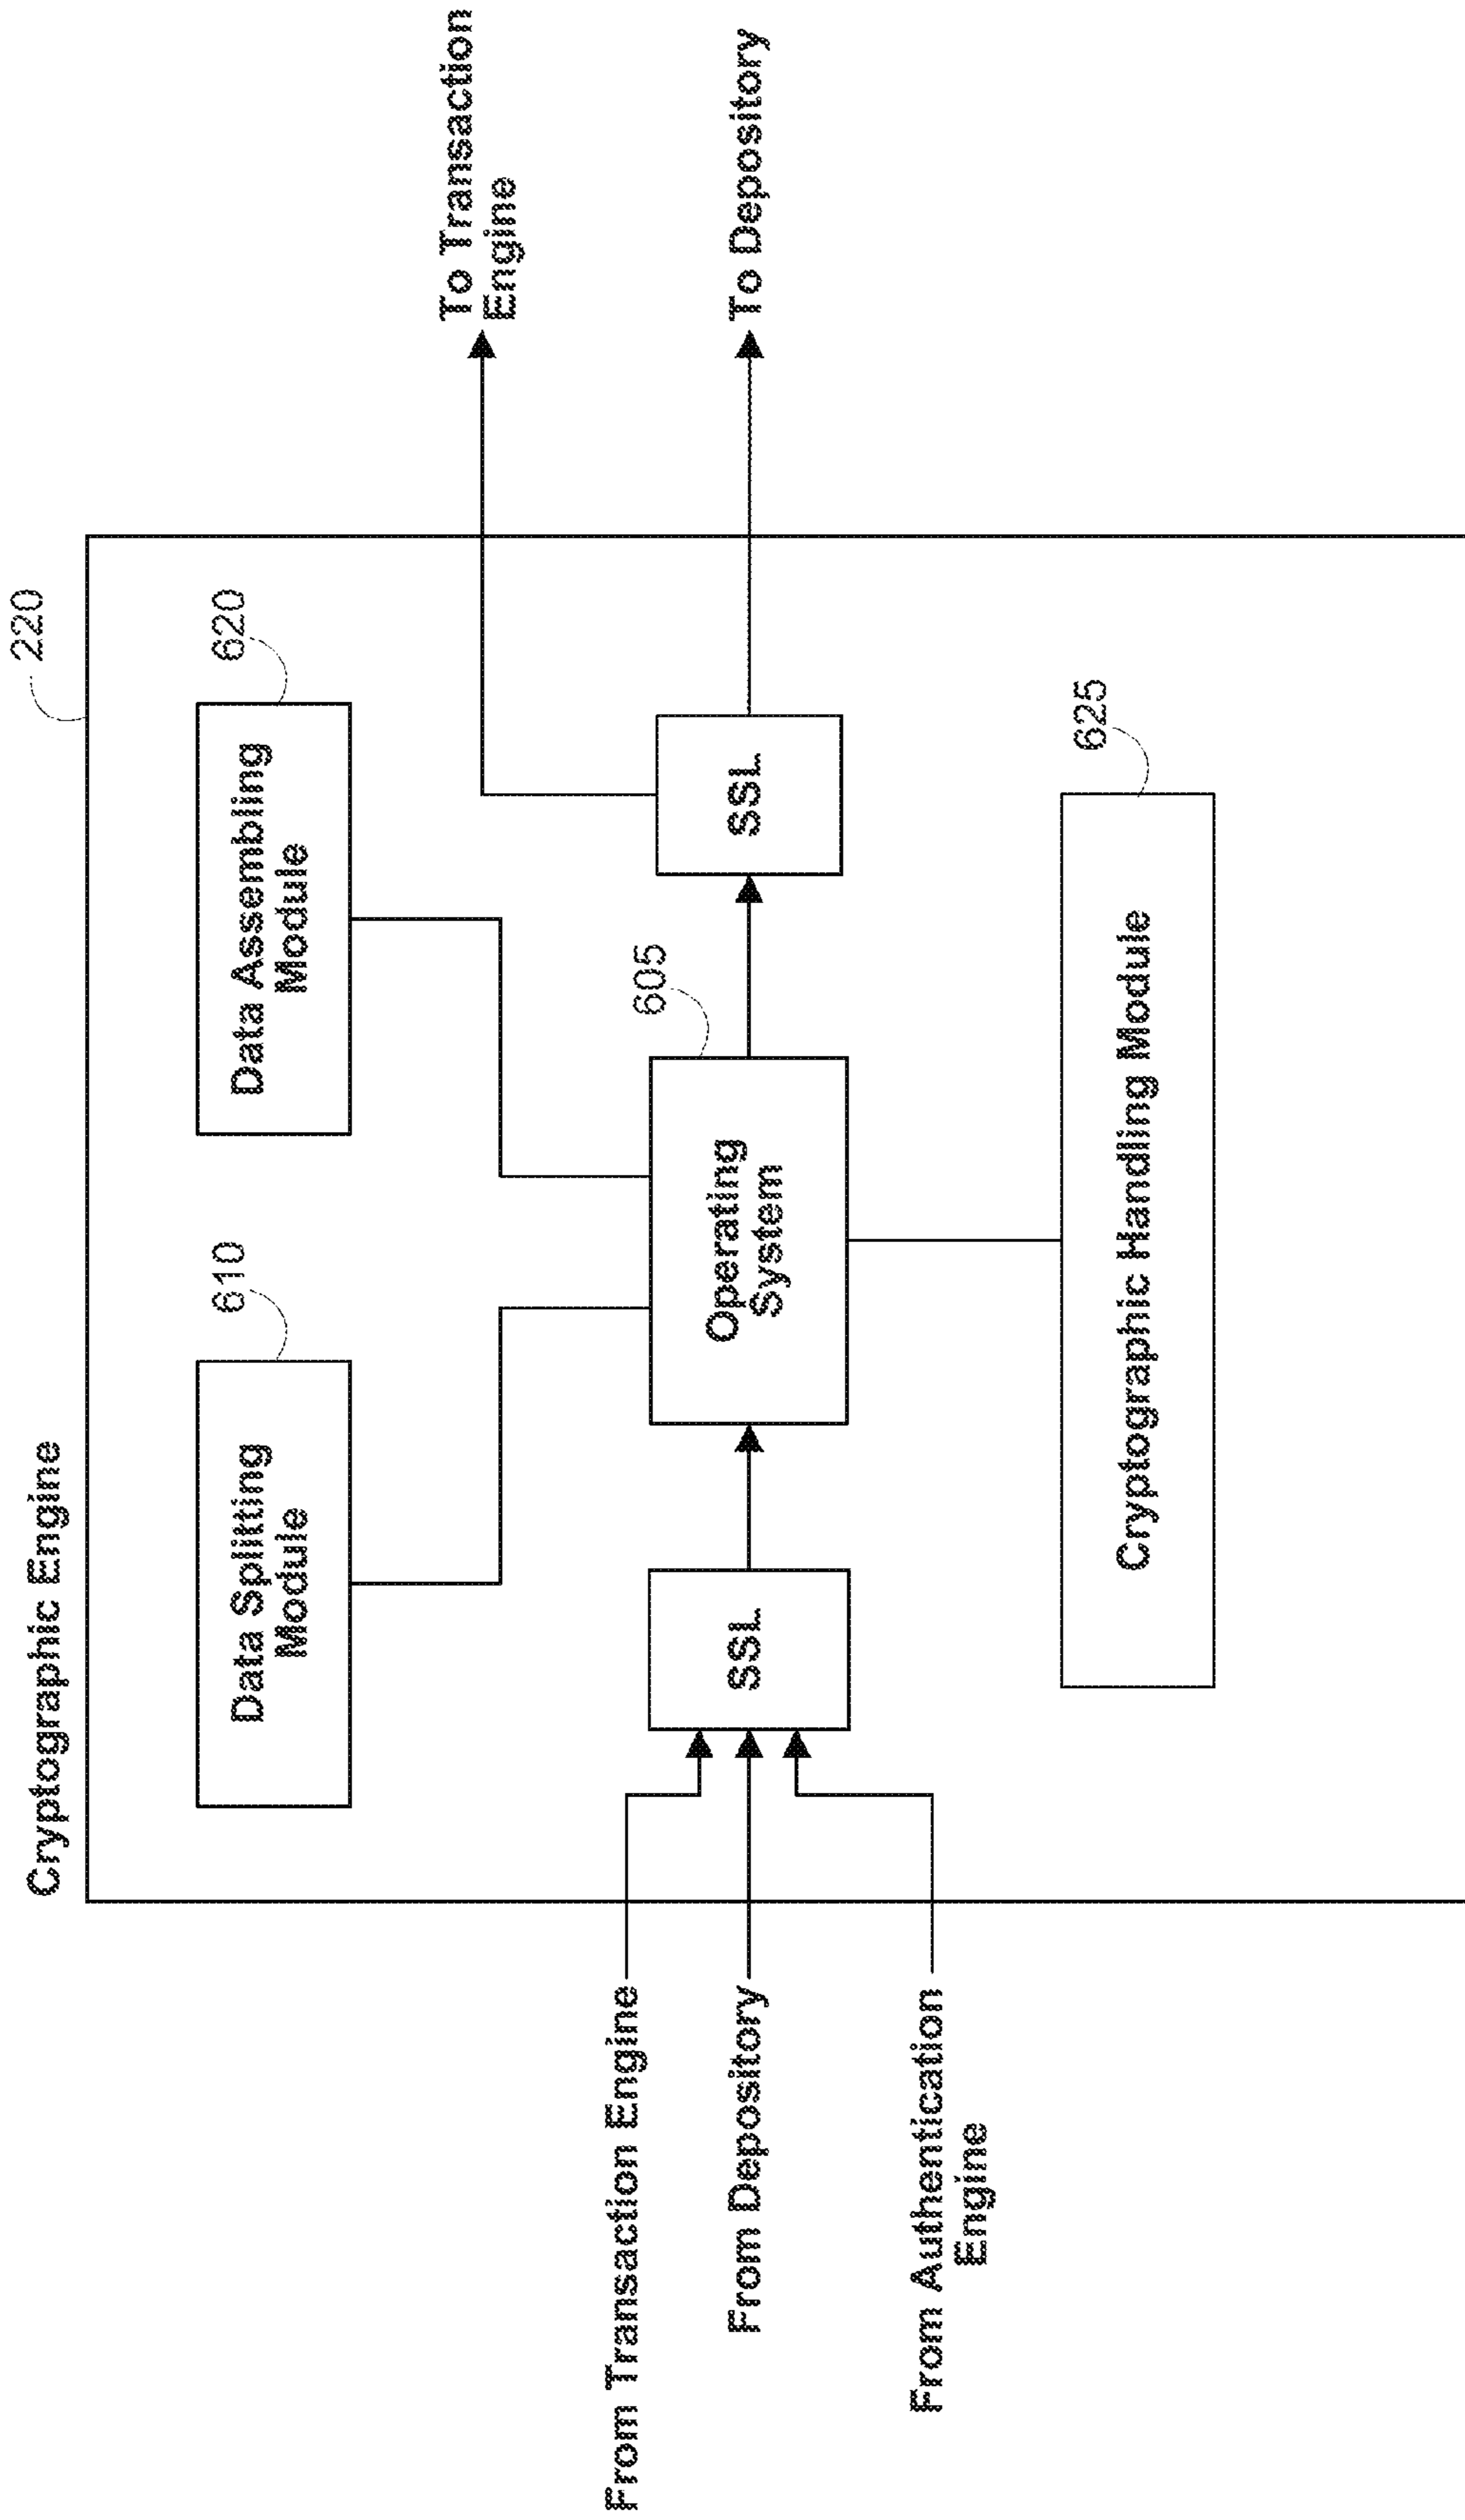 Cryptographic Engine
220
Data Splitting
Module
610
Data Assembling
Module
620
To Transaction
Engine
From Transaction Engine
From Depository
From Authentication
Engine
SSL
Operating
System
605
SSL
To Depository
Cryptographic Handling Module
625